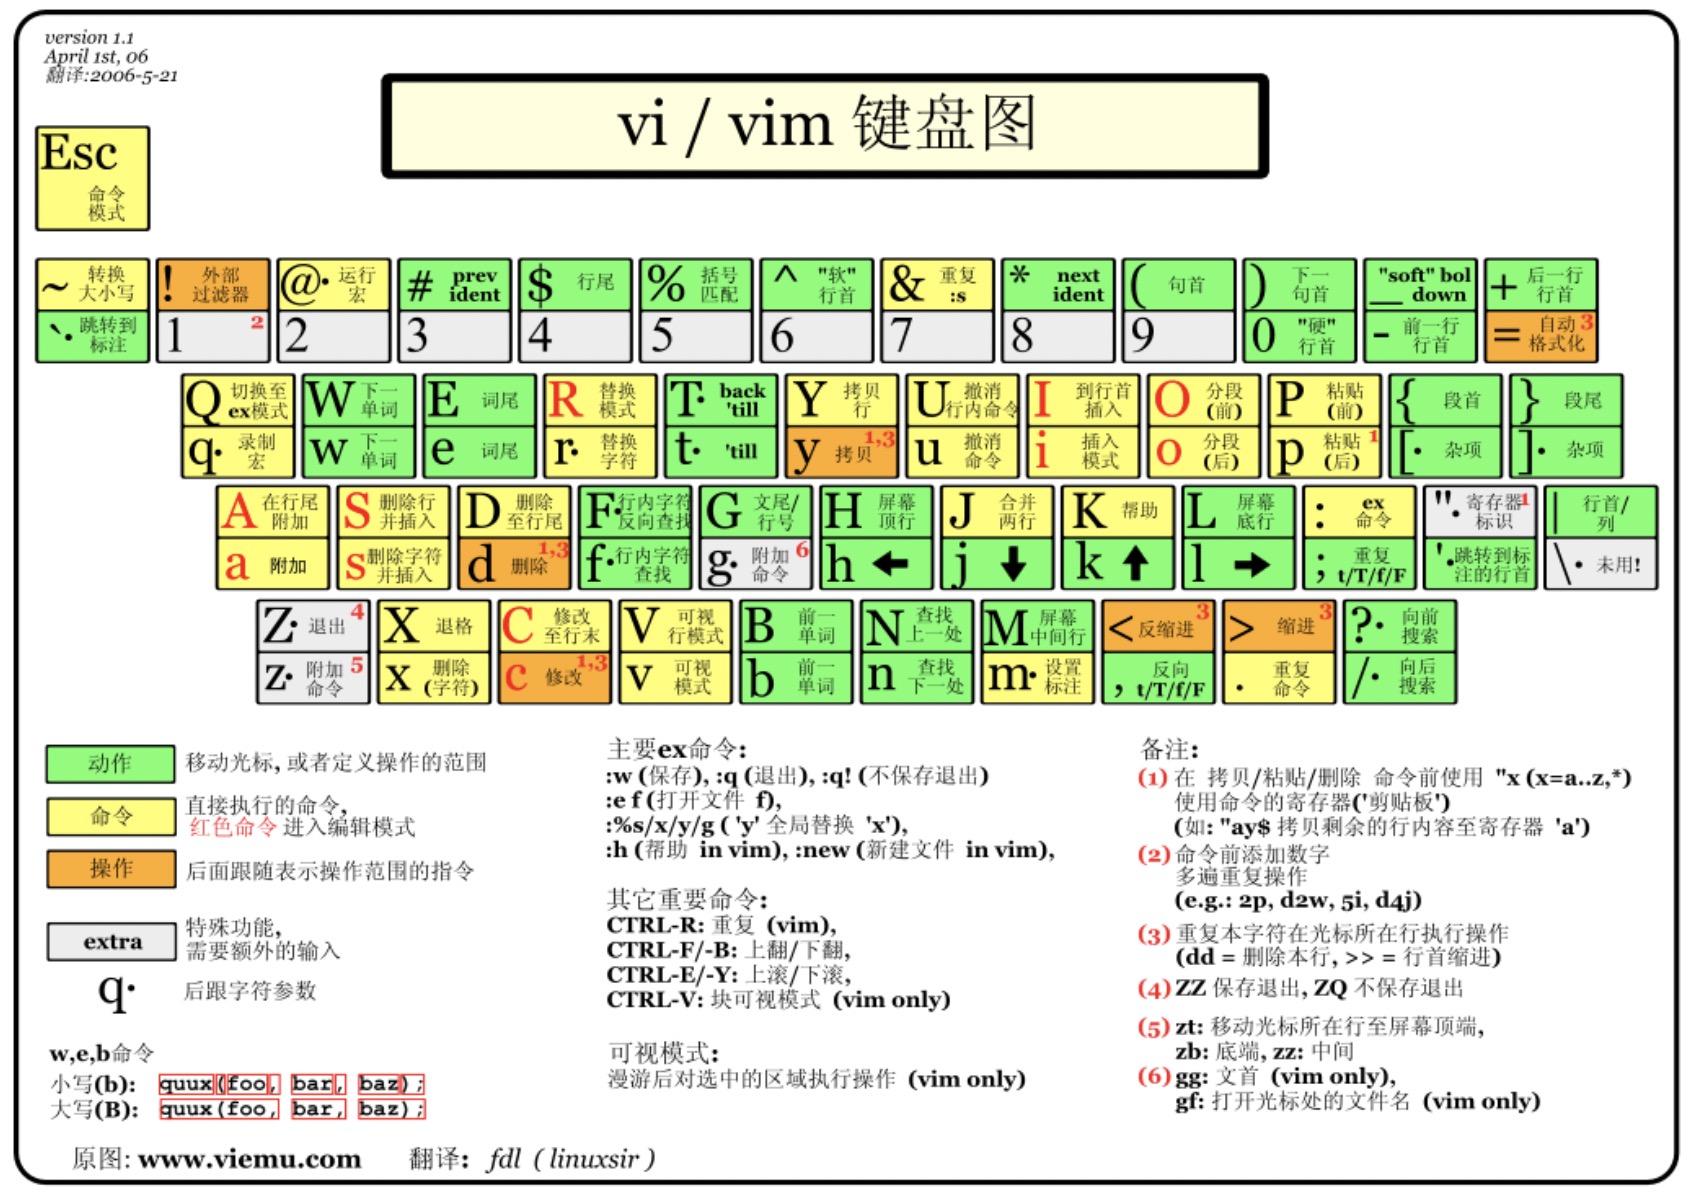 version 1.1
April 1st, 06
翻译:2006-5-21
vi / vim 键盘图
Esc
命令
模式
~ 转换
大小写
! 外部
过滤器
@· 运行
宏
# prev
ident
$ 行尾
% 括号
匹配
^ "软"
行首
& 重复
:s
* next
ident
( 句首
) 下一
句首
"soft" bol
_ down
+ 后一行
行首
`· 跳转到
标注
1 2
2
3
4
5
6
7
8
9
0 "硬"
行首
- 前一行
行首
= 自动 3
格式化
Q 切换至
ex模式
W 下一
单词
E 词尾
R 替换
模式
T· back
'till
Y 拷贝
行
U 撤消
行内命令
I 到行首
插入
O 分段
(前)
P 粘贴
(前)
{ 段首
} 段尾
q· 录制
宏
w 下一
单词
e 词尾
r· 替换
字符
t· 'till
y 拷贝 1,3
u 撤消
命令
i 插入
模式
o 分段
(后)
p 粘贴 1
(后)
[· 杂项
]· 杂项
A 在行尾
附加
S 删除行
并插入
D 删除
至行尾
F· 行内字符
反向查找
G 文尾/
行号
H 屏幕
顶行
J 合并
两行
K 帮助
L 屏幕
底行
: ex
命令
"· 寄存器 1
标识
| 行首/
列
a 附加
s 删除字符
并插入
d 删除 1,3
f· 行内字符
查找
g· 附加 6
命令
h ←
j ↓
k ↑
l →
; 重复
t/T/f/F
'· 跳转到标
注的行首
\· 未用!
Z· 退出 4
X 退格
C 修改
至行末
V 可视
行模式
B 前一
单词
N 查找
上一处
M 屏幕
中间行
< 反缩进 3
> 缩进 3
?· 向前
搜索
z· 附加 5
命令
x 删除
(字符)
c 修改 1,3
v 可视
模式
b 前一
单词
n 查找
下一处
m· 设置
标注
, 反向
t/T/f/F
. 重复
命令
/· 向后
搜索
动作 移动光标, 或者定义操作的范围
命令 直接执行的命令,
红色命令 进入编辑模式
操作 后面跟随表示操作范围的指令
extra 特殊功能,
需要额外的输入
q· 后跟字符参数
w,e,b命令
小写(b): quux(foo, bar, baz);
大写(B): quux(foo, bar, baz);
主要ex命令:
:w (保存), :q (退出), :q! (不保存退出)
:e f (打开文件 f),
:%s/x/y/g ( 'y' 全局替换 'x'),
:h (帮助 in vim), :new (新建文件 in vim),
其它重要命令:
CTRL-R: 重复 (vim),
CTRL-F/-B: 上翻/下翻,
CTRL-E/-Y: 上滚/下滚,
CTRL-V: 块可视模式 (vim only)
可视模式:
漫游后对选中的区域执行操作 (vim only)
备注:
(1) 在 拷贝/粘贴/删除 命令前使用 "x (x=a..z,*)
使用命令的寄存器('剪贴板')
(如: "ay$ 拷贝剩余的行内容至寄存器 'a')
(2) 命令前添加数字
多遍重复操作
(e.g.: 2p, d2w, 5i, d4j)
(3) 重复本字符在光标所在行执行操作
(dd = 删除本行, >> = 行首缩进)
(4) ZZ 保存退出, ZQ 不保存退出
(5) zt: 移动光标所在行至屏幕顶端,
zb: 底端, zz: 中间
(6) gg: 文首 (vim only),
gf: 打开光标处的文件名 (vim only)
原图: www.viemu.com 翻译: fdl ( linuxsir )